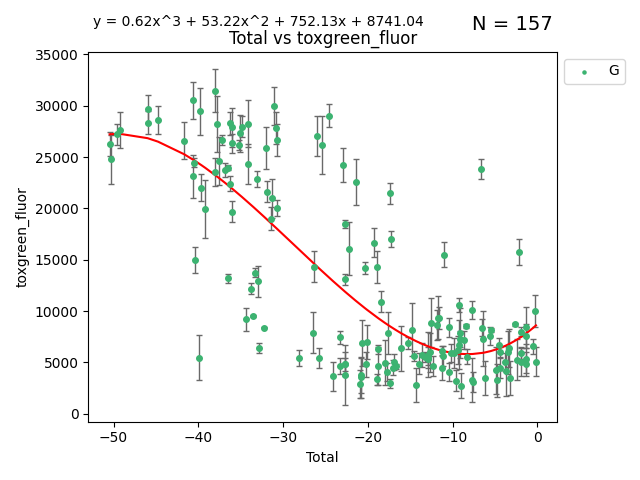 y = 0.62x^3 + 53.22x^2 + 752.13x + 8741.04
N = 157
Total vs toxgreen_fluor
G
toxgreen_fluor
35000
30000
25000
20000
15000
10000
5000
0
−50
−40
−30
−20
−10
0
Total